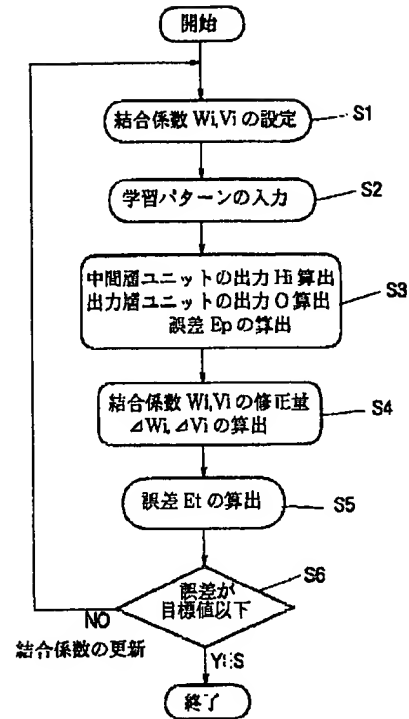 開始
結合係数 Wi,Viの設定
S1
学習パターンの入力
S2
中間層ユニットの出力 Hi 算出
出力層ユニットの出力 O 算出
誤差 Ep の算出
S3
結合係数 Wi,Vi の修正量
⊿Wi, ⊿Vi の算出
S4
誤差 Et の算出
S5
誤差が
目標値以下
S6
NO
結合係数の更新
YES
終了